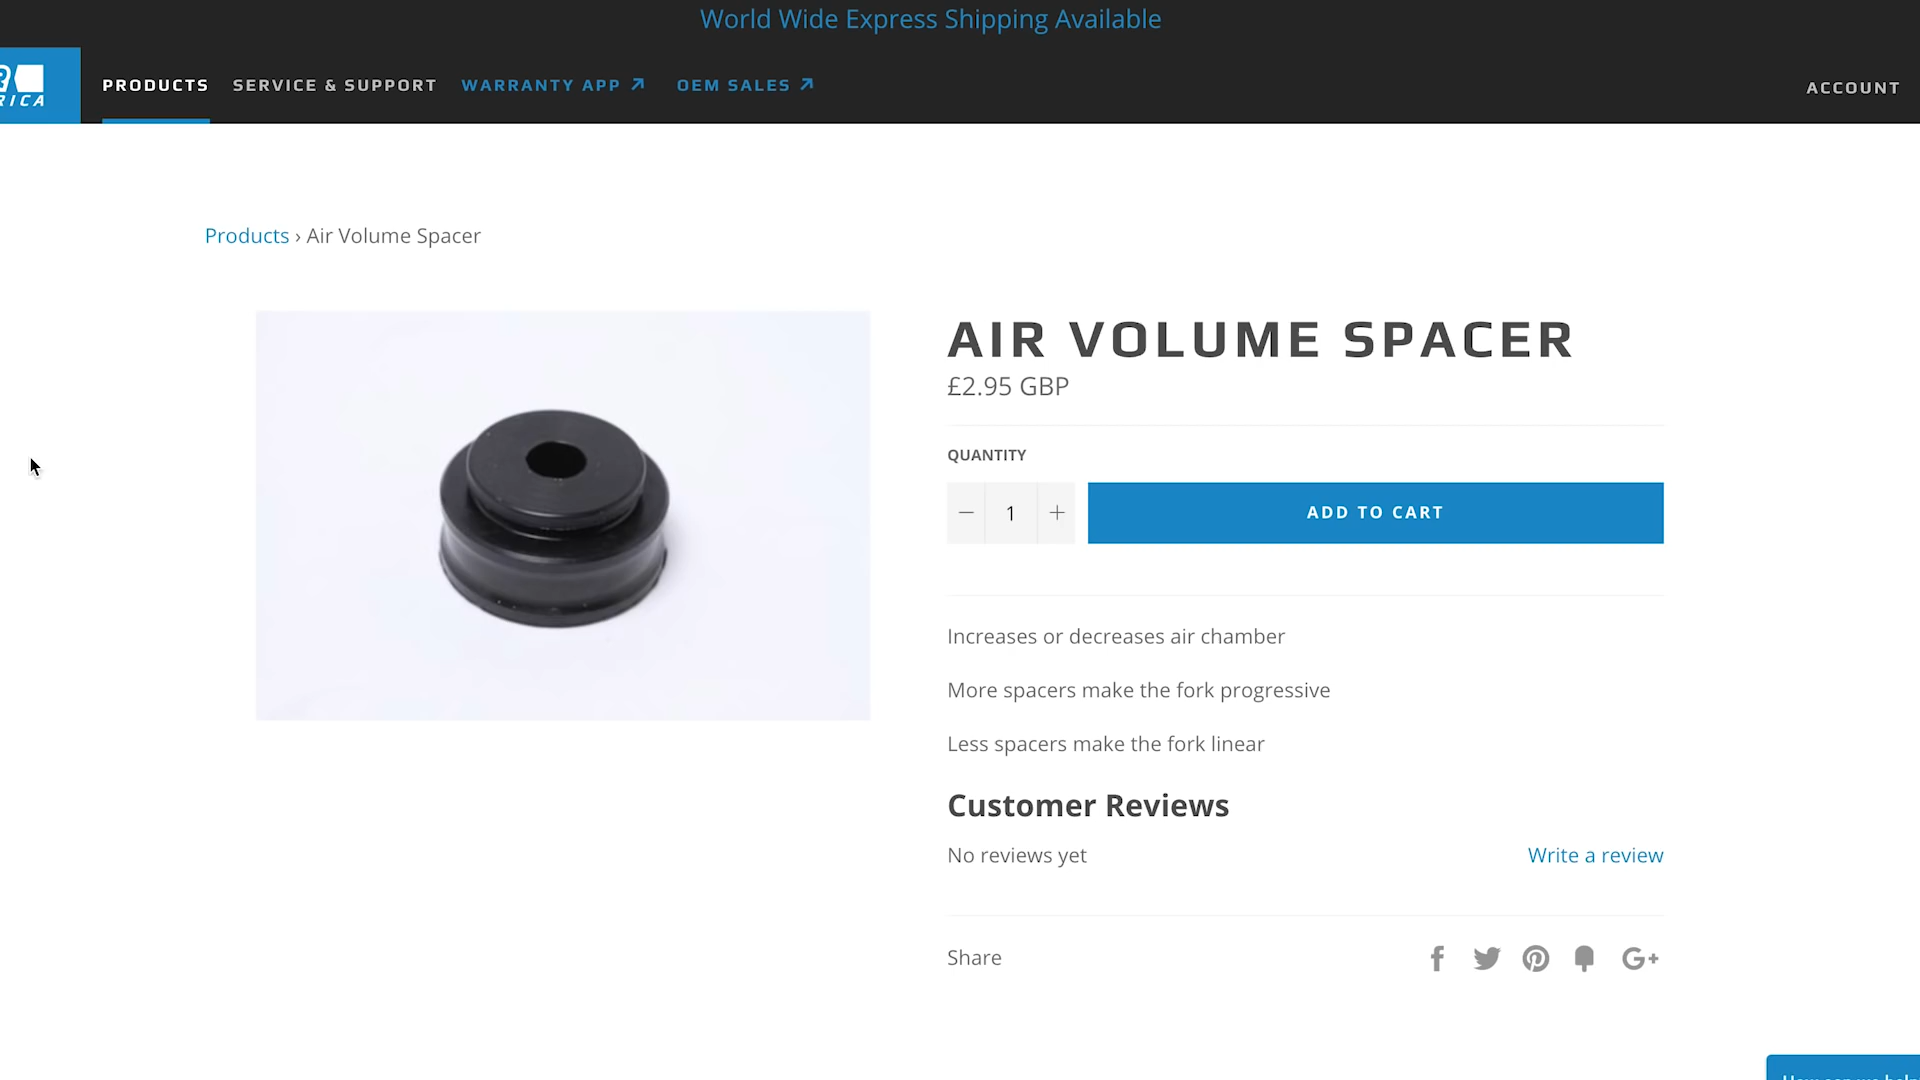 World Wide Express Shipping Available
PRODUCTS SERVICE & SUPPORT WARRANTY APP OEM SALES ACCOUNT
Products › Air Volume Spacer
AIR VOLUME SPACER
£2.95 GBP
QUANTITY
− 1 + ADD TO CART
Increases or decreases air chamber
More spacers make the fork progressive
Less spacers make the fork linear
Customer Reviews
No reviews yet Write a review
Share